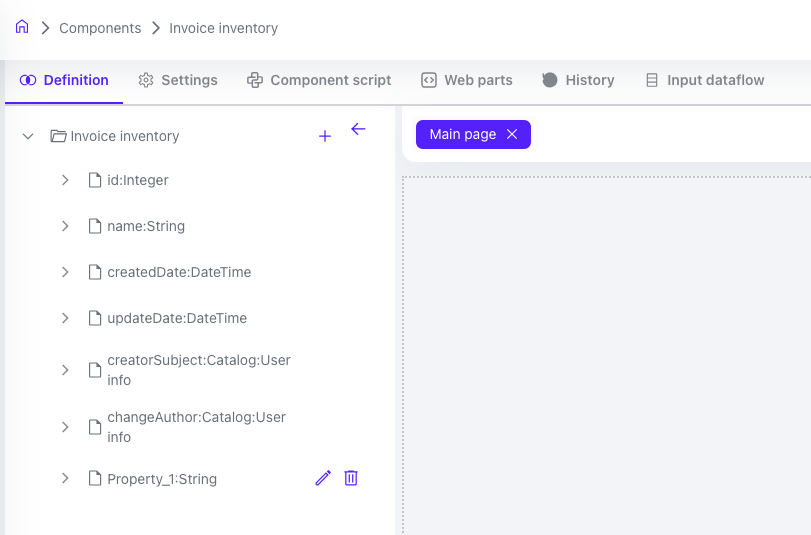 Components Invoice inventory
Definition Settings Component script Web parts History Input dataflow
Invoice inventory
Main page
id:Integer
name:String
createdDate:DateTime
updateDate:DateTime
creatorSubject:Catalog:User
info
changeAuthor:Catalog:User
info
Property_1:String